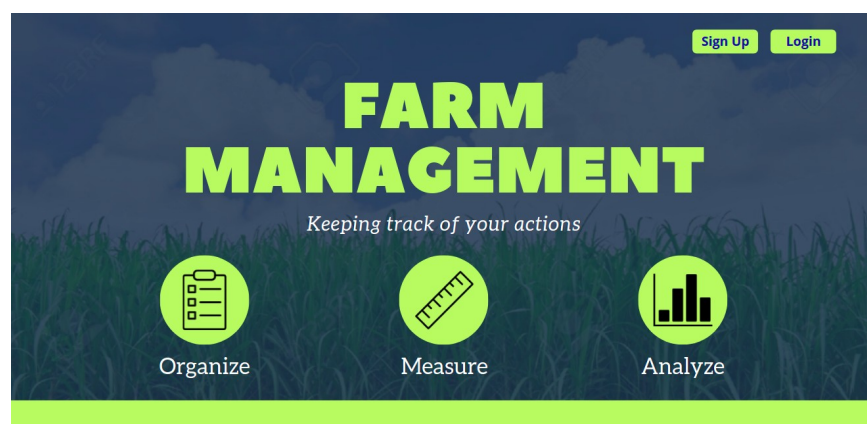 Sign Up Login
FARM
MANAGEMENT
Keeping track of your actions
Organize Measure Analyze